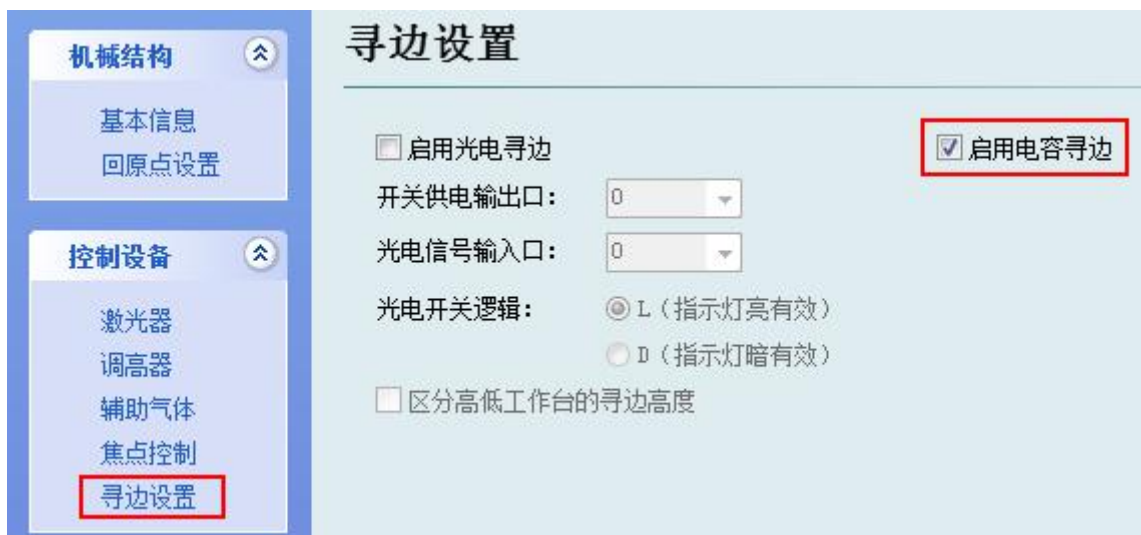 机械结构
基本信息
回原点设置
控制设备
激光器
调高器
辅助气体
焦点控制
寻边设置
寻边设置
启用光电寻边
启用电容寻边
开关供电输出口： 0
光电信号输入口： 0
光电开关逻辑： L（指示灯亮有效）
D（指示灯暗有效）
区分高低工作台的寻边高度